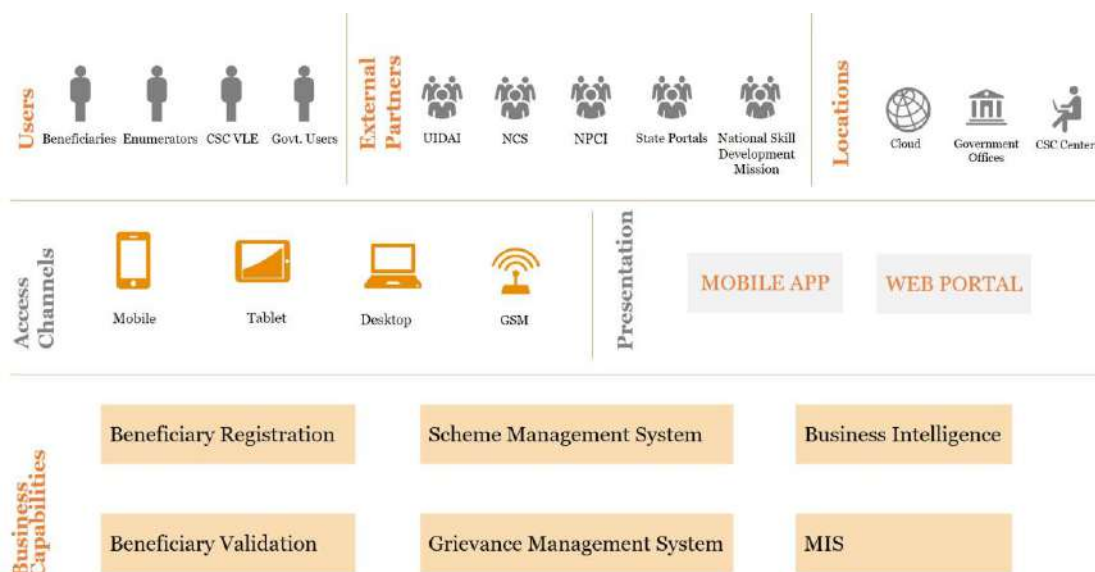 Users
Beneficiaries
Enumerators
CSC VLE
Govt. Users
External
Partners
UIDAI
NCS
NPCI
State Portals
National Skill
Development
Mission
Locations
Cloud
Government
Offices
CSC Center
Access
Channels
Mobile
Tablet
Desktop
GSM
Presentation
MOBILE APP
WEB PORTAL
Business
Capabilities
Beneficiary Registration
Scheme Management System
Business Intelligence
Beneficiary Validation
Grievance Management System
MIS